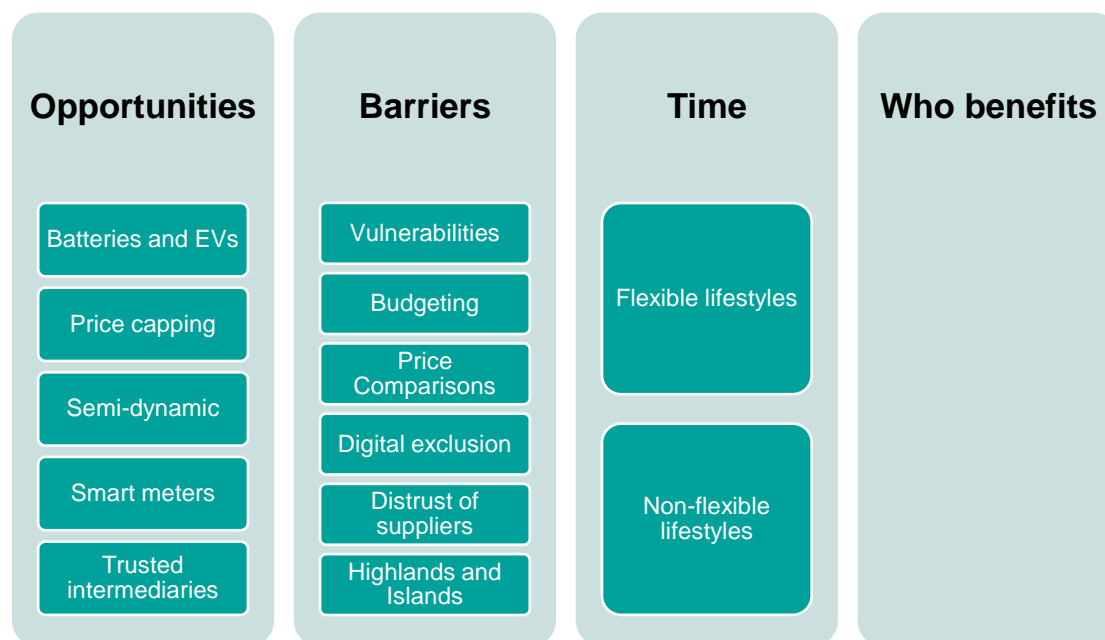 Opportunities
Batteries and EVs
Price capping
Semi-dynamic
Smart meters
Trusted
intermediaries
Barriers
Vulnerabilities
Budgeting
Price
Comparisons
Digital exclusion
Distrust of
suppliers
Highlands and
Islands
Time
Flexible lifestyles
Non-flexible
lifestyles
Who benefits